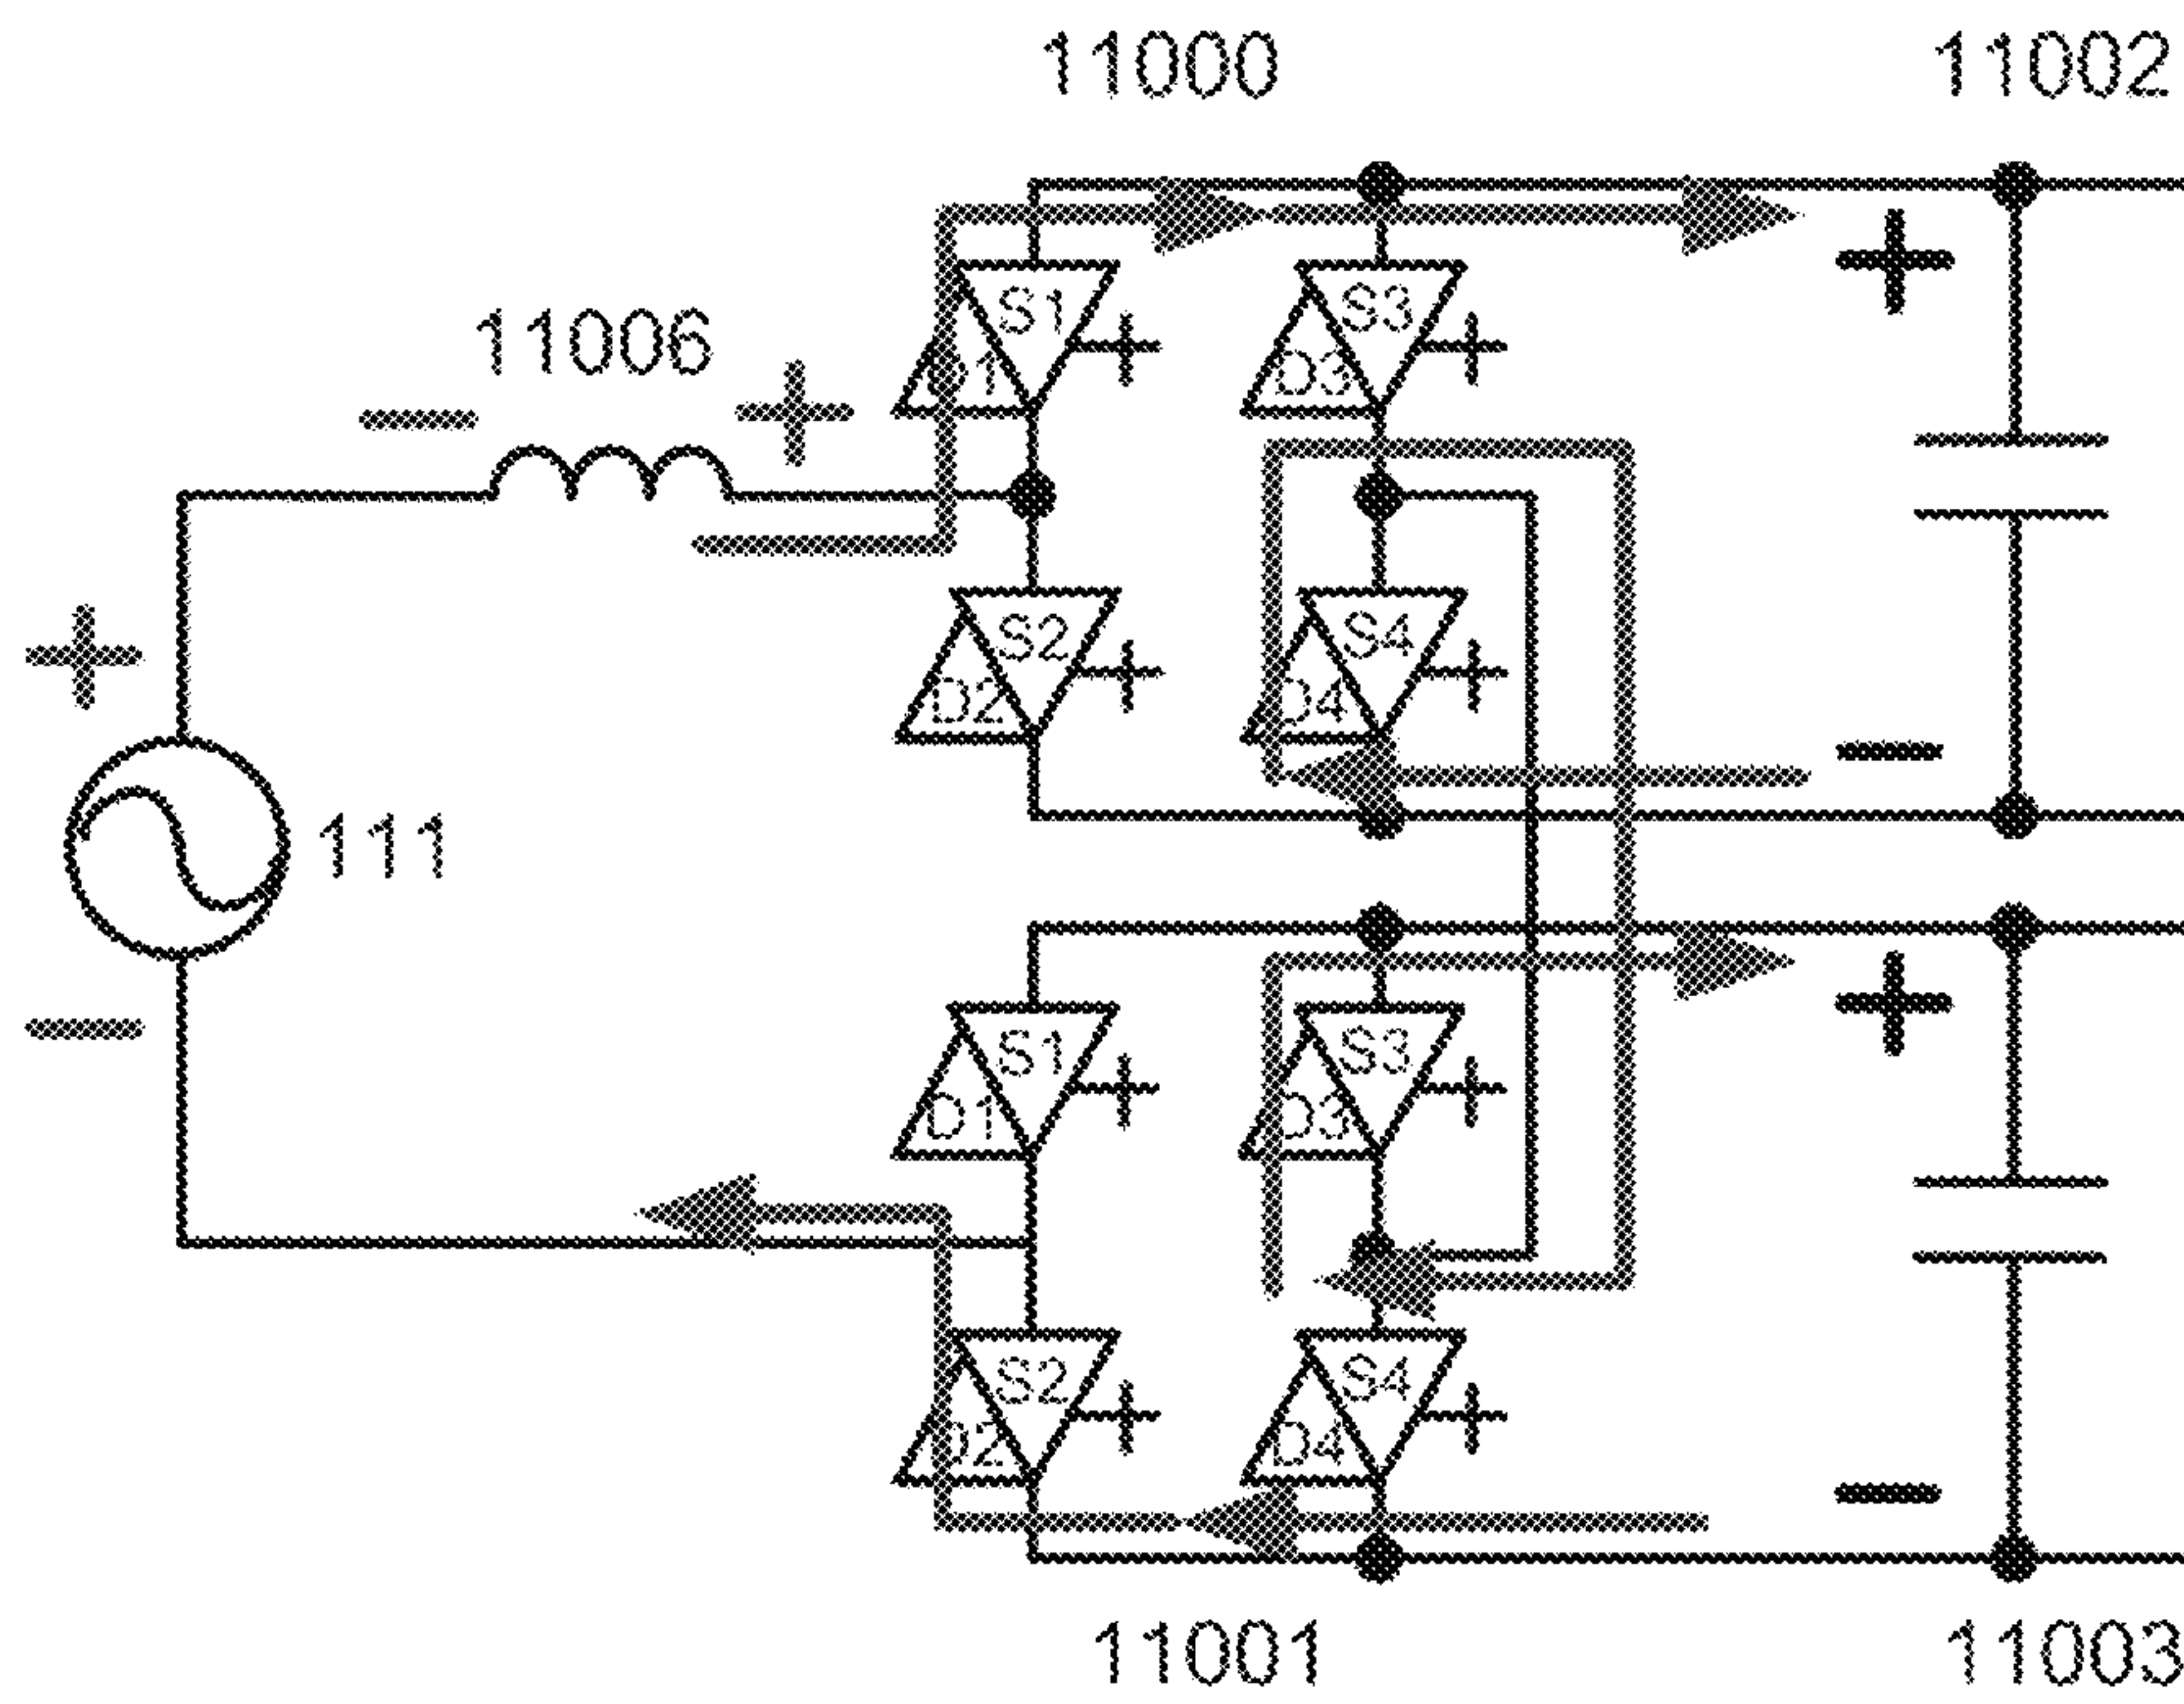 11000 11002
11006
S1 S3
D1 D3
S2 S4
D2 D4
111
S1 S3
D1 D3
S2 S4
D2 D4
11001 11003